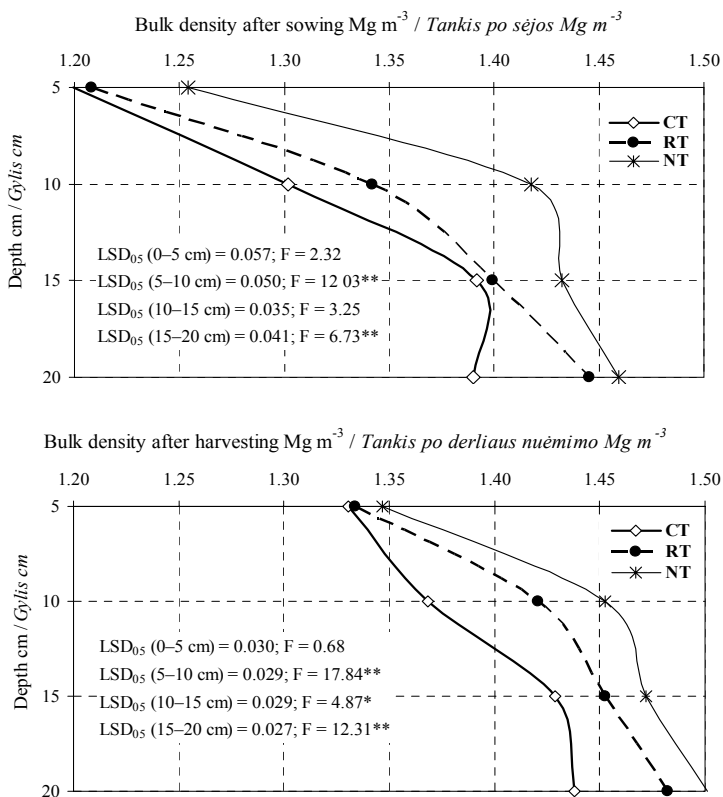 Bulk density after sowing Mg m⁻³ / Tankis po sėjos Mg m⁻³
1.20 1.25 1.30 1.35 1.40 1.45 1.50
5
CT
RT
NT
10
Depth cm / Gylis cm
LSD₀₅ (0–5 cm) = 0.057; F = 2.32
LSD₀₅ (5–10 cm) = 0.050; F = 12 03**
15
LSD₀₅ (10–15 cm) = 0.035; F = 3.25
LSD₀₅ (15–20 cm) = 0.041; F = 6.73**
20
Bulk density after harvesting Mg m⁻³ / Tankis po derliaus nuėmimo Mg m⁻³
1.20 1.25 1.30 1.35 1.40 1.45 1.50
5
CT
RT
NT
10
Depth cm / Gylis cm
LSD₀₅ (0–5 cm) = 0.030; F = 0.68
LSD₀₅ (5–10 cm) = 0.029; F = 17.84**
15
LSD₀₅ (10–15 cm) = 0.029; F = 4.87*
LSD₀₅ (15–20 cm) = 0.027; F = 12.31**
20